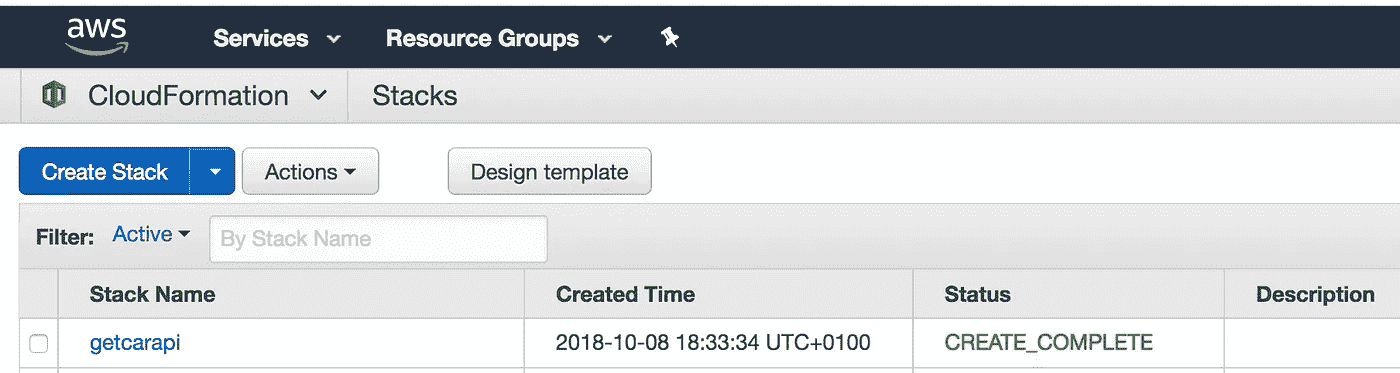 aws Services Resource Groups
CloudFormation Stacks
Create Stack Actions Design template
Filter: Active By Stack Name
Stack Name Created Time Status Description
getcarapi 2018-10-08 18:33:34 UTC+0100 CREATE_COMPLETE